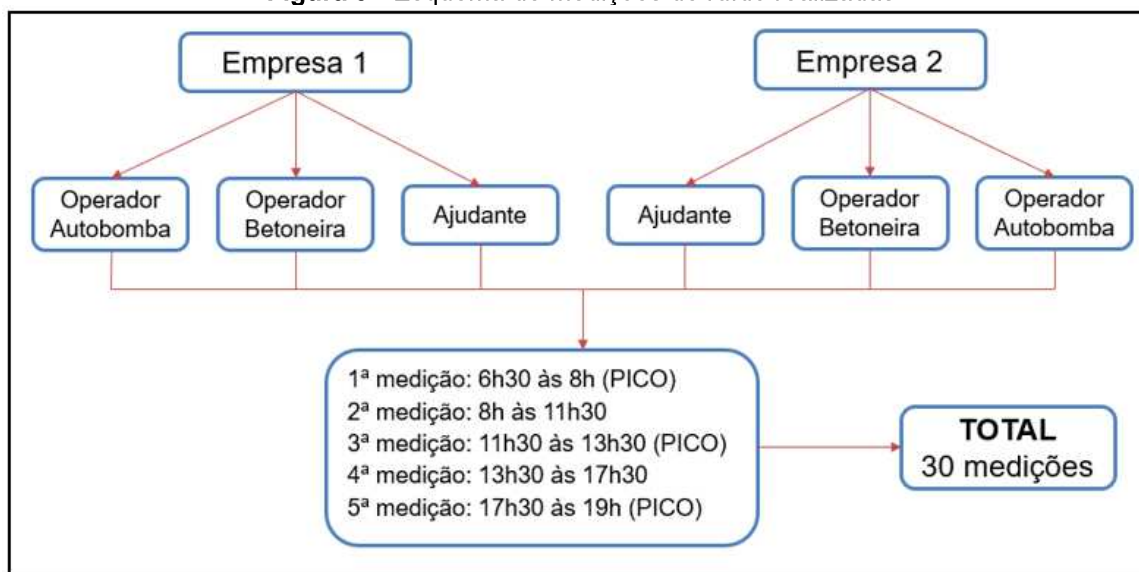 Empresa 1
Empresa 2
Operador
Autobomba
Operador
Betoneira
Ajudante
Ajudante
Operador
Betoneira
Operador
Autobomba
1ª medição: 6h30 às 8h (PICO)
2ª medição: 8h às 11h30
3ª medição: 11h30 às 13h30 (PICO)
4ª medição: 13h30 às 17h30
5ª medição: 17h30 às 19h (PICO)
TOTAL
30 medições